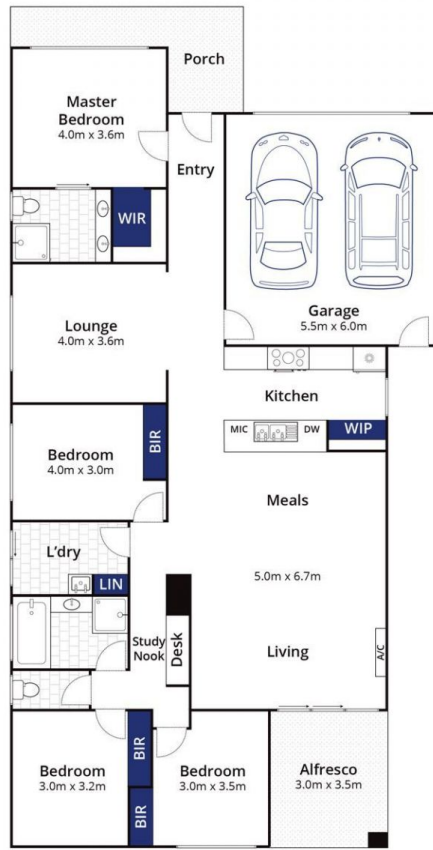 Porch
Master
Bedroom
4.0m x 3.6m
Entry
WIR
Garage
5.5m x 6.0m
Lounge
4.0m x 3.6m
Kitchen
MIC
DW
WIP
BIR
Bedroom
4.0m x 3.0m
Meals
L'dry
LIN
5.0m x 6.7m
Study
Nook
Desk
Living
A/C
Bedroom
3.0m x 3.2m
BIR
BIR
Bedroom
3.0m x 3.5m
Alfresco
3.0m x 3.5m